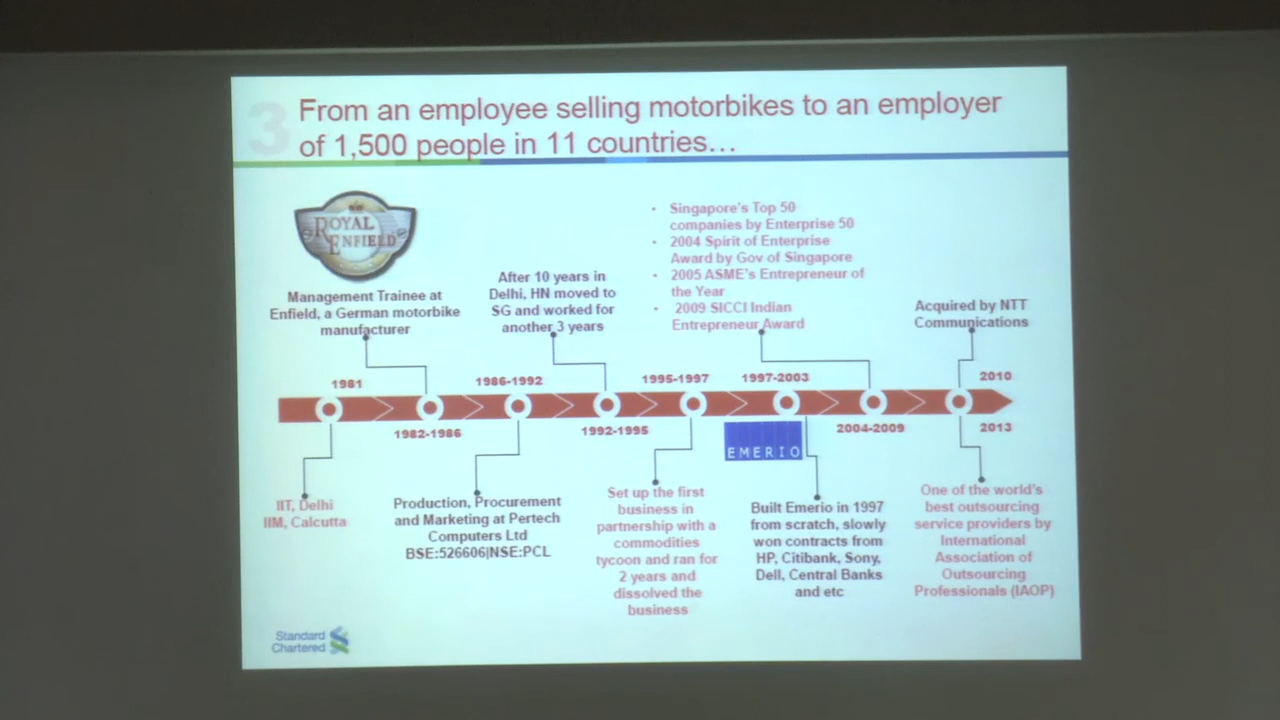 3
From an employee selling motorbikes to an employer
of 1,500 people in 11 countries…
ROYAL
ENFIELD
Management Trainee at
Enfield, a German motorbike
manufacturer
After 10 years in
Delhi, HN moved to
SG and worked for
another 3 years
• Singapore's Top 50
companies by Enterprise 50
• 2004 Spirit of Enterprise
Award by Gov of Singapore
• 2005 ASME's Entrepreneur of
the Year
• 2009 SICCI Indian
Entrepreneur Award
Acquired by NTT
Communications
1981
1986-1992
1995-1997
1997-2003
2010
1982-1986
1992-1995
2004-2009
2013
EMERIO
IIT, Delhi
IIM, Calcutta
Production, Procurement
and Marketing at Pertech
Computers Ltd
BSE:526606|NSE:PCL
Set up the first
business in
partnership with a
commodities
tycoon and ran for
2 years and
dissolved the
business
Built Emerio in 1997
from scratch, slowly
won contracts from
HP, Citibank, Sony,
Dell, Central Banks
and etc
One of the world's
best outsourcing
service providers by
International
Association of
Outsourcing
Professionals (IAOP)
Standard
Chartered